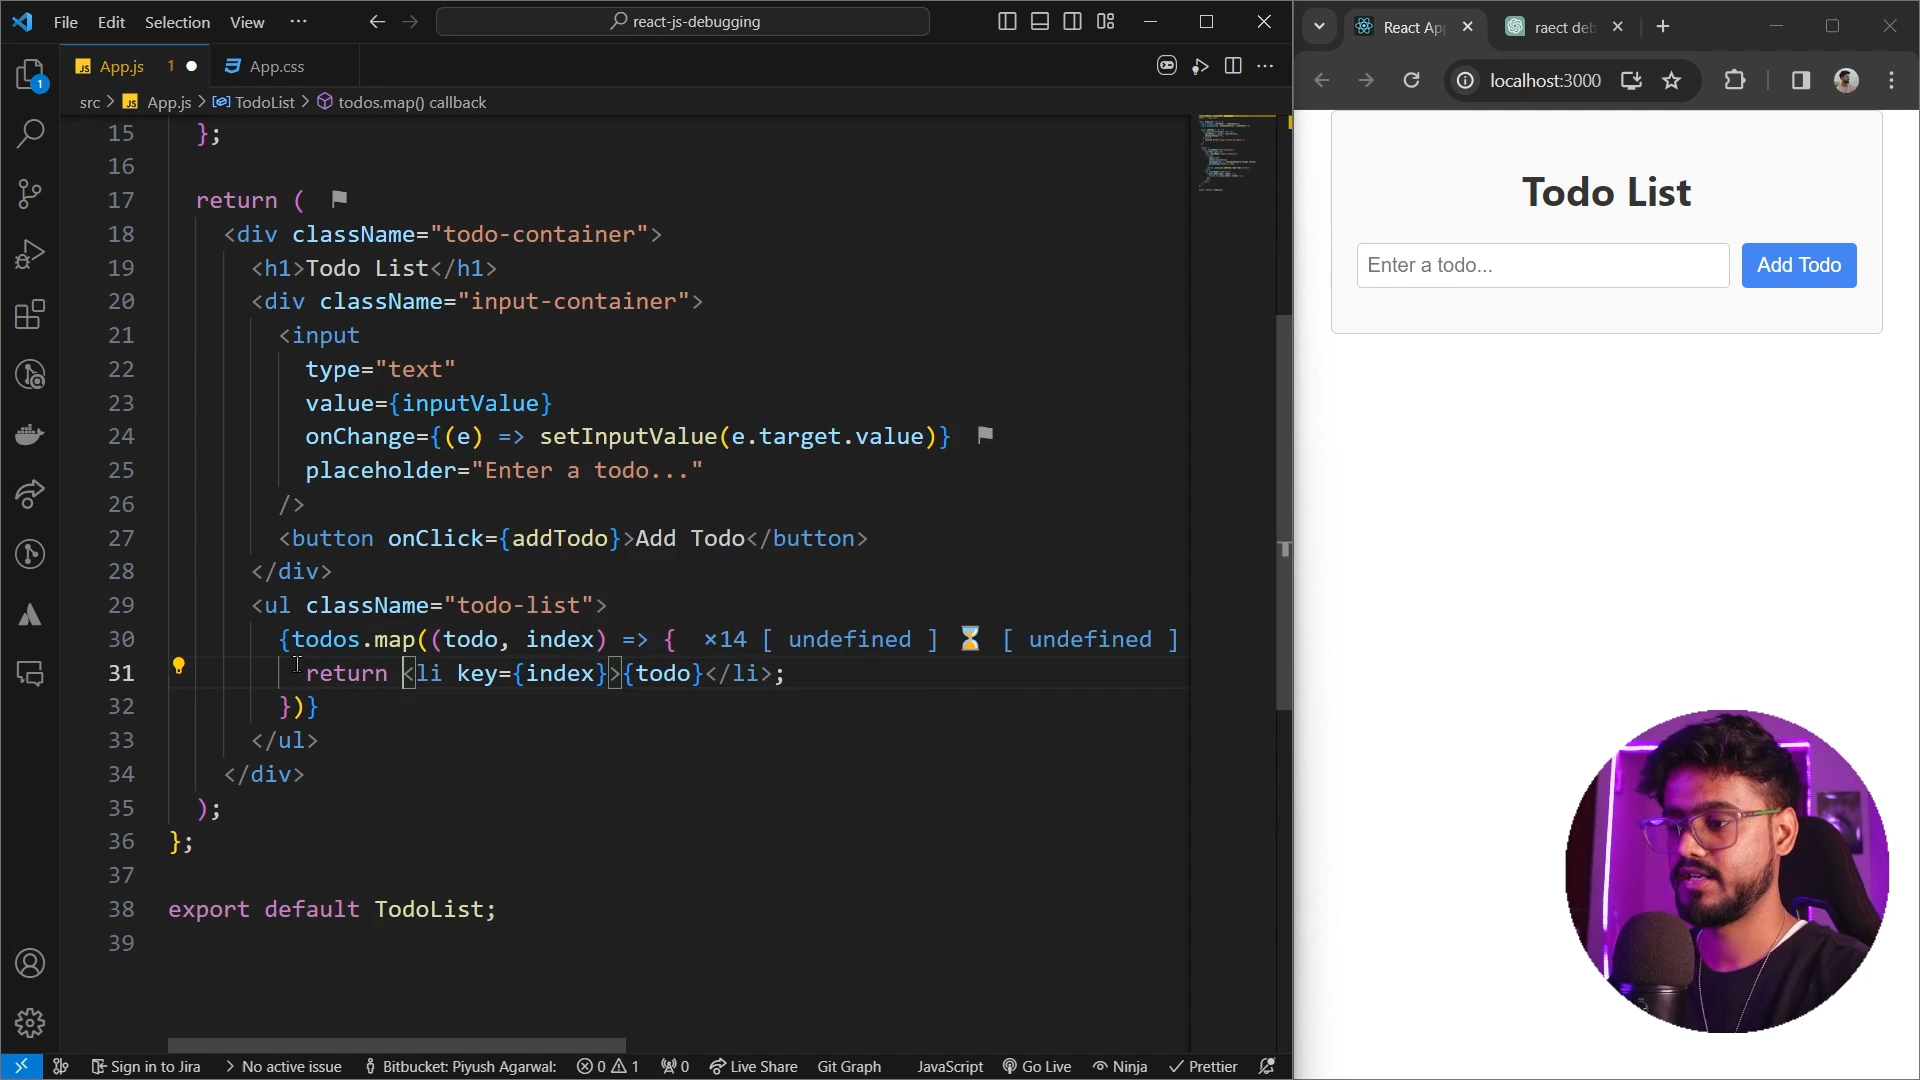 File Edit Selection View ··· react-js-debugging
App.js 1 App.css
src > App.js > TodoList > todos.map() callback
15 };
16
17 return (
18 <div className="todo-container">
19 <h1>Todo List</h1>
20 <div className="input-container">
21 <input
22 type="text"
23 value={inputValue}
24 onChange={(e) => setInputValue(e.target.value)}
25 placeholder="Enter a todo..."
26 />
27 <button onClick={addTodo}>Add Todo</button>
28 </div>
29 <ul className="todo-list">
30 {todos.map((todo, index) => { ×14 [ undefined ] ⏳ [ undefined ]
31 return <li key={index}>{todo}</li>;
32 })}
33 </ul>
34 </div>
35 );
36 };
37
38 export default TodoList;
39
1
Sign in to Jira > No active issue Bitbucket: Piyush Agarwal: 0 1 0 Live Share Git Graph JavaScript Go Live Ninja Prettier
React Ap raect deb
localhost:3000
Todo List
Enter a todo... Add Todo